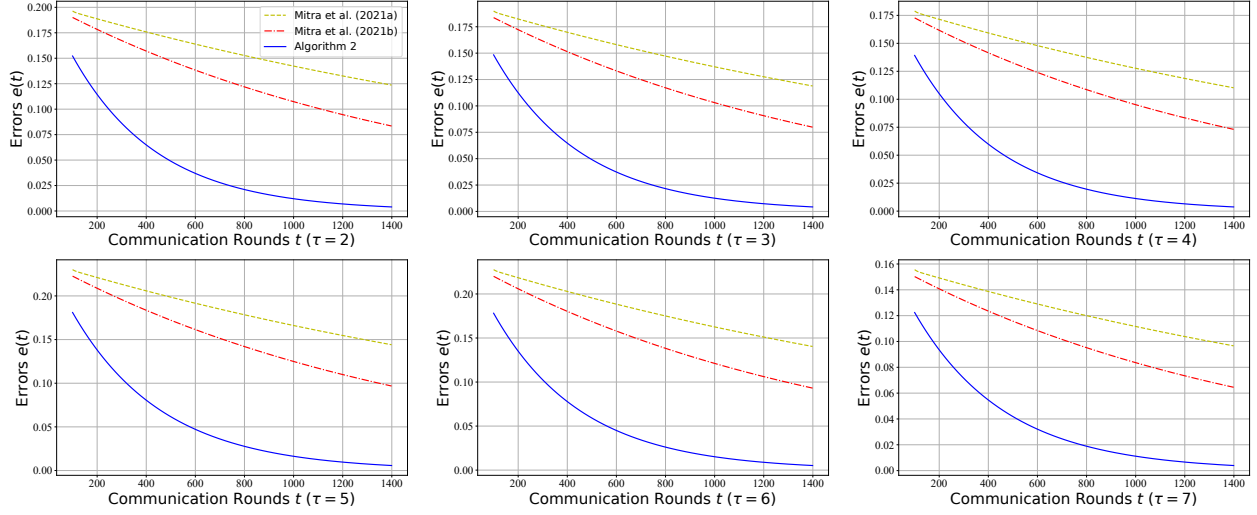 0.200
0.175
0.150
0.125
0.100
0.075
0.050
0.025
0.000
Errors e(t)
Mitra et al. (2021a)
Mitra et al. (2021b)
Algorithm 2
200 400 600 800 1000 1200 1400
Communication Rounds t (τ = 2)
0.175
0.150
0.125
0.100
0.075
0.050
0.025
0.000
Errors e(t)
200 400 600 800 1000 1200 1400
Communication Rounds t (τ = 3)
0.175
0.150
0.125
0.100
0.075
0.050
0.025
0.000
Errors e(t)
200 400 600 800 1000 1200 1400
Communication Rounds t (τ = 4)
0.20
0.15
0.10
0.05
0.00
Errors e(t)
200 400 600 800 1000 1200 1400
Communication Rounds t (τ = 5)
0.20
0.15
0.10
0.05
0.00
Errors e(t)
200 400 600 800 1000 1200 1400
Communication Rounds t (τ = 6)
0.16
0.14
0.12
0.10
0.08
0.06
0.04
0.02
0.00
Errors e(t)
200 400 600 800 1000 1200 1400
Communication Rounds t (τ = 7)